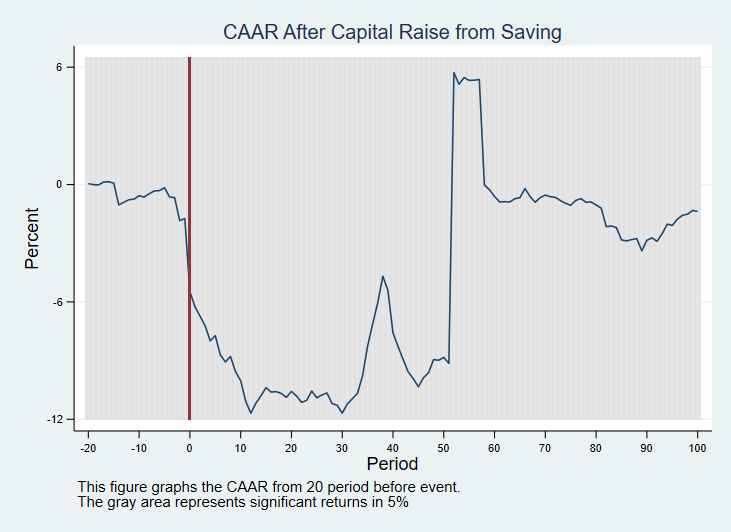 CAAR After Capital Raise from Saving
Percent
6
0
-6
-12
-20 -10 0 10 20 30 40 50 60 70 80 90 100
Period
This figure graphs the CAAR from 20 period before event.
The gray area represents significant returns in 5%